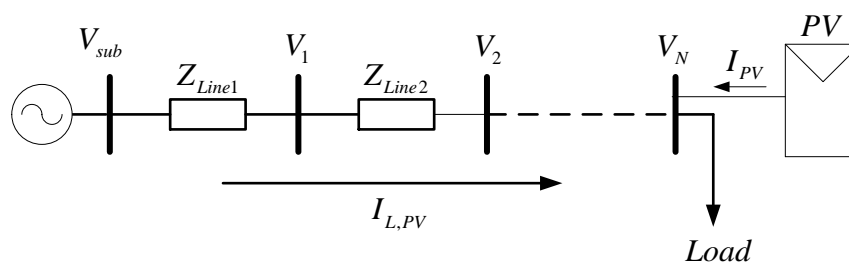 V_sub
Z_Line1
V_1
Z_Line2
V_2
V_N
I_PV
PV
I_L,PV
Load